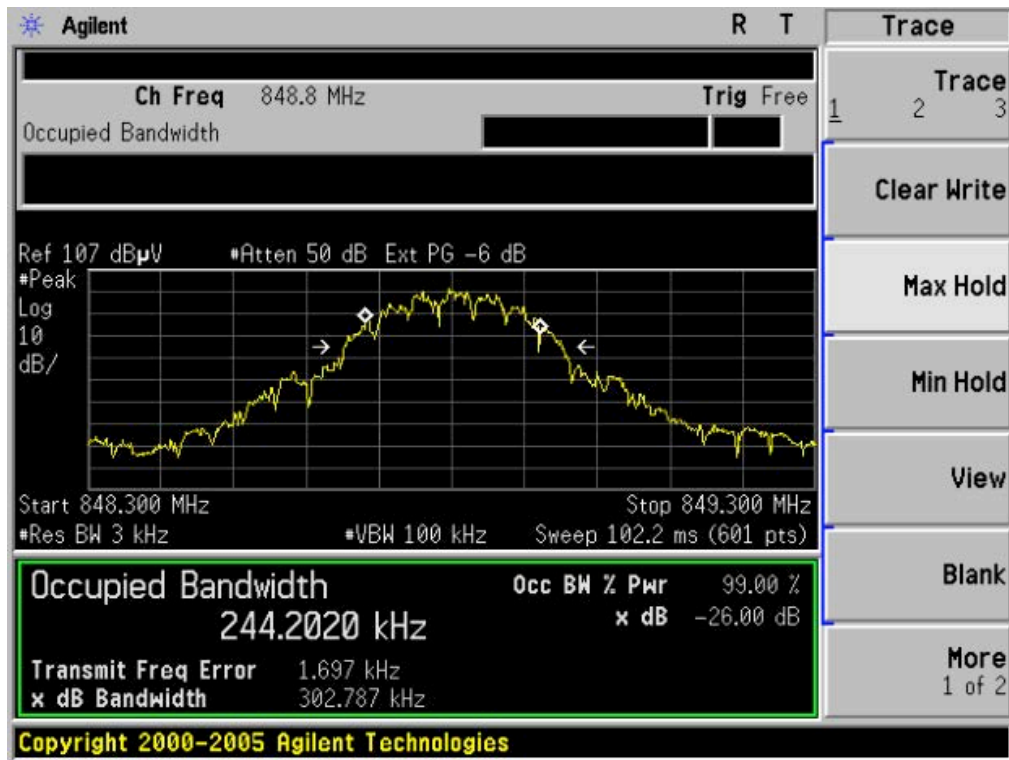 Agilent R T Trace
Ch Freq 848.8 MHz Trig Free
Occupied Bandwidth
Trace
1 2 3
Clear Write
Ref 107 dBµV #Atten 50 dB Ext PG -6 dB
#Peak
Log
10
dB/
Max Hold
Min Hold
View
Start 848.300 MHz Stop 849.300 MHz
#Res BW 3 kHz #VBW 100 kHz Sweep 102.2 ms (601 pts)
Occupied Bandwidth
244.2020 kHz
Occ BW % Pwr 99.00 %
x dB -26.00 dB
Transmit Freq Error 1.697 kHz
x dB Bandwidth 302.787 kHz
Blank
More
1 of 2
Copyright 2000-2005 Agilent Technologies